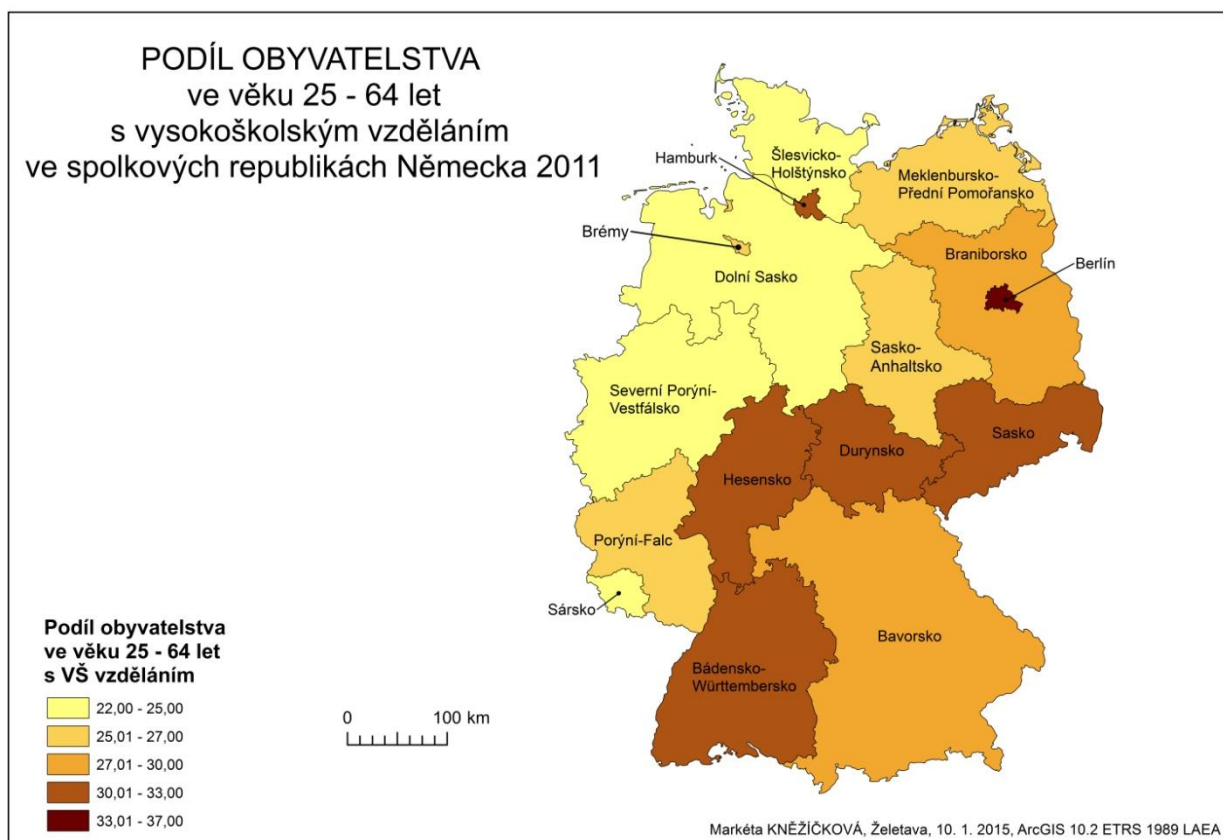 PODÍL OBYVATELSTVA
ve věku 25 - 64 let
s vysokoškolským vzděláním
ve spolkových republikách Německa 2011
Hamburk
Šlesvicko-
Holštýnsko
Meklenbursko-
Přední Pomořansko
Brémy
Braniborsko
Berlín
Dolní Sasko
Sasko-
Anhaltsko
Severní Porýní-
Vestfálsko
Sasko
Durynsko
Hesensko
Porýní-Falc
Sársko
Bavorsko
Bádensko-
Württembersko
Podíl obyvatelstva
ve věku 25 - 64 let
s VŠ vzděláním
22,00 - 25,00
25,01 - 27,00
27,01 - 30,00
30,01 - 33,00
33,01 - 37,00
0 100 km
Markéta KNĚŽÍČKOVÁ, Želetava, 10. 1. 2015, ArcGIS 10.2 ETRS 1989 LAEA